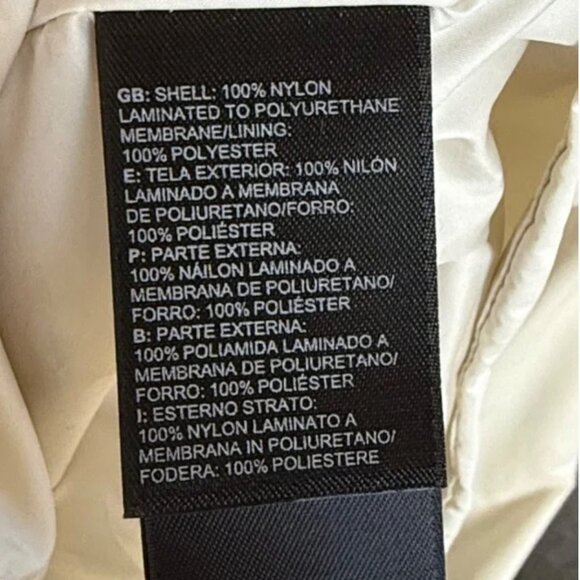 GB: SHELL: 100% NYLON
LAMINATED TO POLYURETHANE
MEMBRANE/LINING:
100% POLYESTER
E: TELA EXTERIOR: 100% NILÓN
LAMINADO A MEMBRANA
DE POLIURETANO/FORRO:
100% POLIÉSTER
P: PARTE EXTERNA:
100% NÁILON LAMINADO A
MEMBRANA DE POLIURETANO/
FORRO: 100% POLIÉSTER
B: PARTE EXTERNA:
100% POLIAMIDA LAMINADO A
MEMBRANA DE POLIURETANO/
FORRO: 100% POLIÉSTER
I: ESTERNO STRATO:
100% NYLON LAMINATO A
MEMBRANA IN POLIURETANO/
FODERA: 100% POLIESTERE